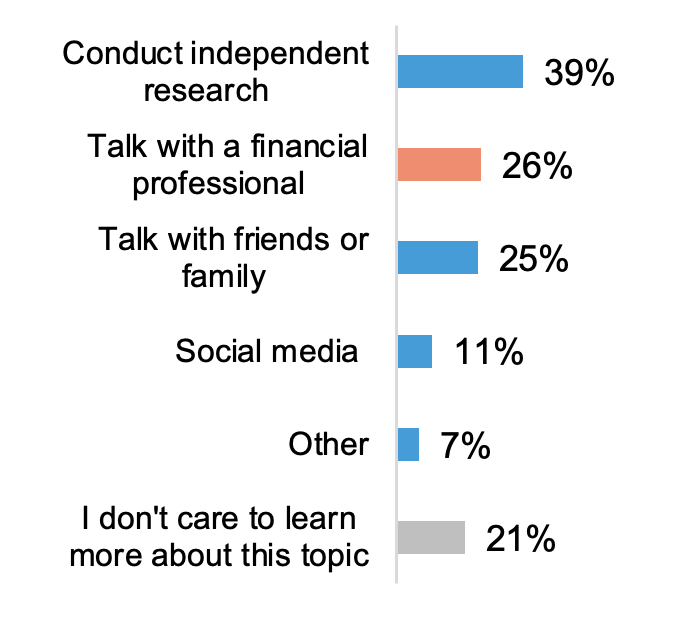 Conduct independent
research
39%
Talk with a financial
professional
26%
Talk with friends or
family
25%
Social media
11%
Other
7%
I don't care to learn
more about this topic
21%